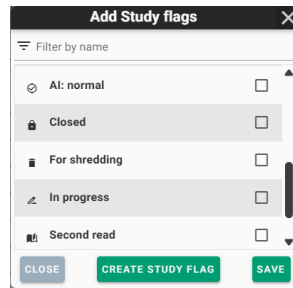 Add Study flags
Filter by name
AI: normal
Closed
For shredding
In progress
Second read
CLOSE CREATE STUDY FLAG SAVE